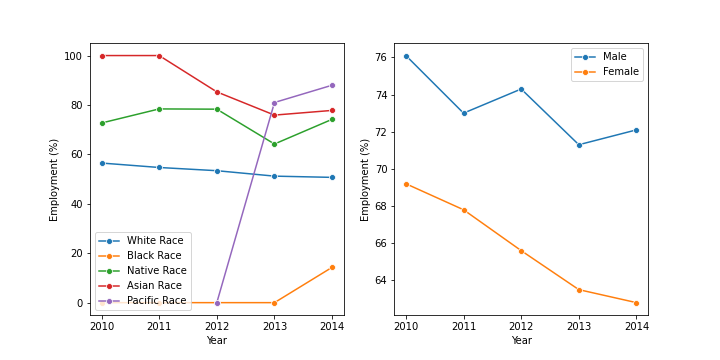 100
80
60
40
20
0
Employment (%)
White Race
Black Race
Native Race
Asian Race
Pacific Race
2010 2011 2012 2013 2014
Year
76
74
72
70
68
66
64
Employment (%)
Male
Female
2010 2011 2012 2013 2014
Year